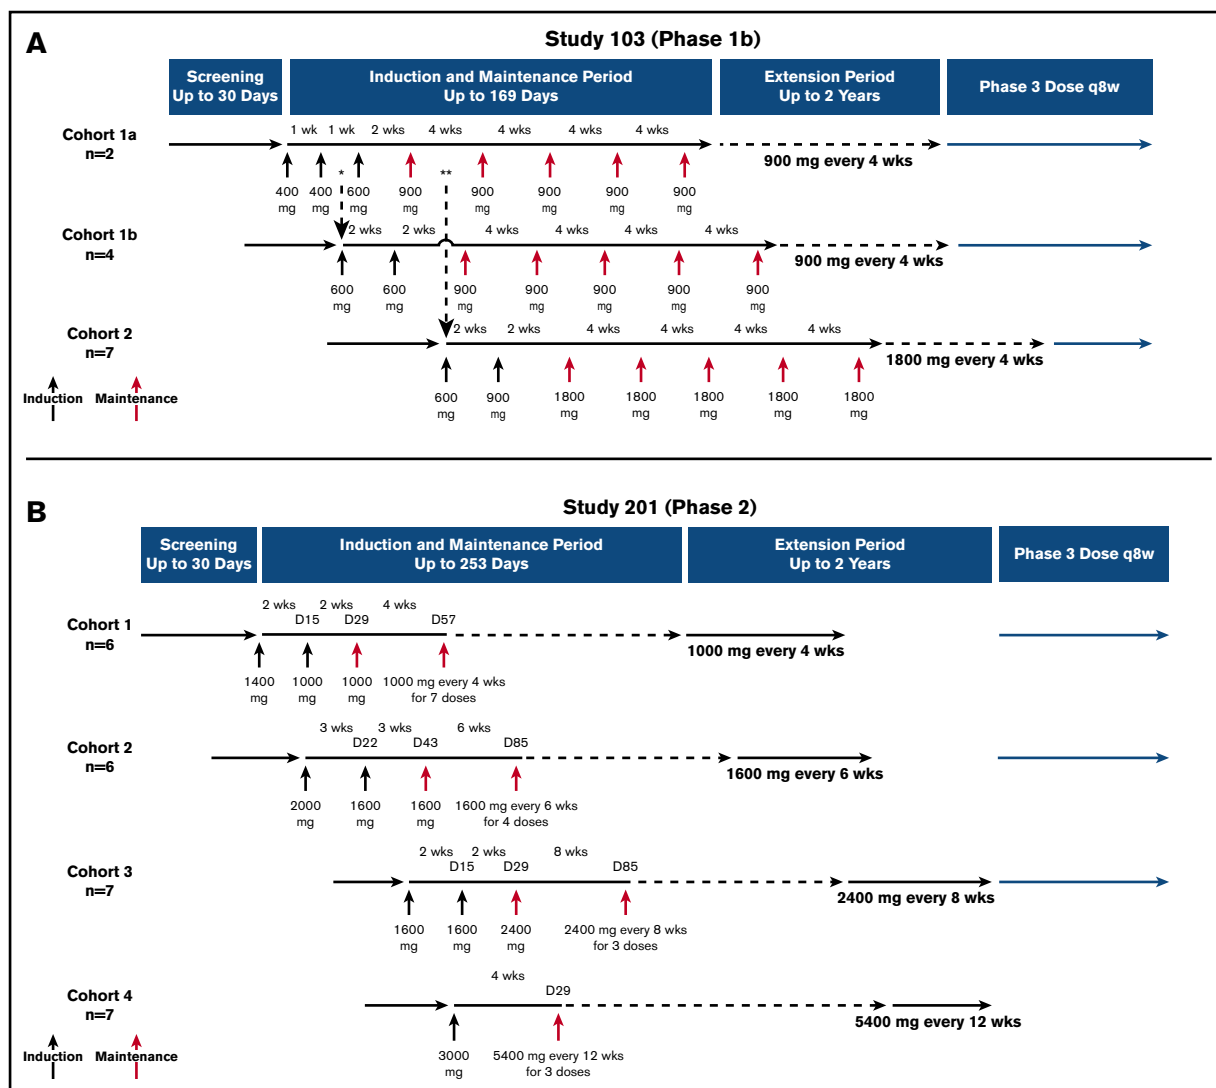 A
Study 103 (Phase 1b)
Screening
Up to 30 Days
Induction and Maintenance Period
Up to 169 Days
Extension Period
Up to 2 Years
Phase 3 Dose q8w
Cohort 1a
n=2
1 wk 1 wk 2 wks 4 wks 4 wks 4 wks 4 wks
900 mg every 4 wks
* **
400 400 600 900 900 900 900 900
mg mg mg mg mg mg mg mg
Cohort 1b
n=4
2 wks 2 wks 4 wks 4 wks 4 wks 4 wks
900 mg every 4 wks
600 600 900 900 900 900 900
mg mg mg mg mg mg mg
Cohort 2
n=7
2 wks 2 wks 4 wks 4 wks 4 wks 4 wks
1800 mg every 4 wks
600 900 1800 1800 1800 1800 1800
mg mg mg mg mg mg mg
Induction Maintenance
B
Study 201 (Phase 2)
Screening
Up to 30 Days
Induction and Maintenance Period
Up to 253 Days
Extension Period
Up to 2 Years
Phase 3 Dose q8w
Cohort 1
n=6
2 wks 2 wks 4 wks
D15 D29 D57
1000 mg every 4 wks
1400 1000 1000 1000 mg every 4 wks
mg mg mg for 7 doses
Cohort 2
n=6
3 wks 3 wks 6 wks
D22 D43 D85
1600 mg every 6 wks
2000 1600 1600 1600 mg every 6 wks
mg mg mg for 4 doses
Cohort 3
n=7
2 wks 2 wks 8 wks
D15 D29 D85
2400 mg every 8 wks
1600 1600 2400 2400 mg every 8 wks
mg mg mg for 3 doses
Cohort 4
n=7
4 wks
D29
5400 mg every 12 wks
3000 5400 mg every 12 wks
mg for 3 doses
Induction Maintenance